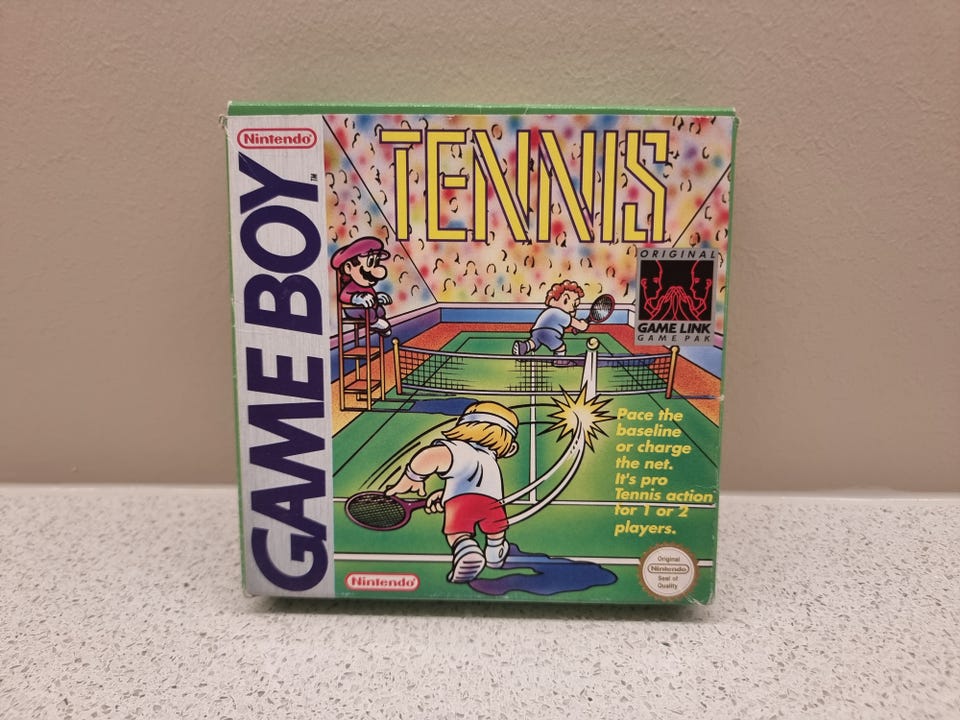 Nintendo
GAME BOY™
TENNIS
ORIGINAL
GAME LINK
GAME PAK
Pace the
baseline
or charge
the net.
It's pro
Tennis action
for 1 or 2
players.
Nintendo
Original
Nintendo
Seal of
Quality